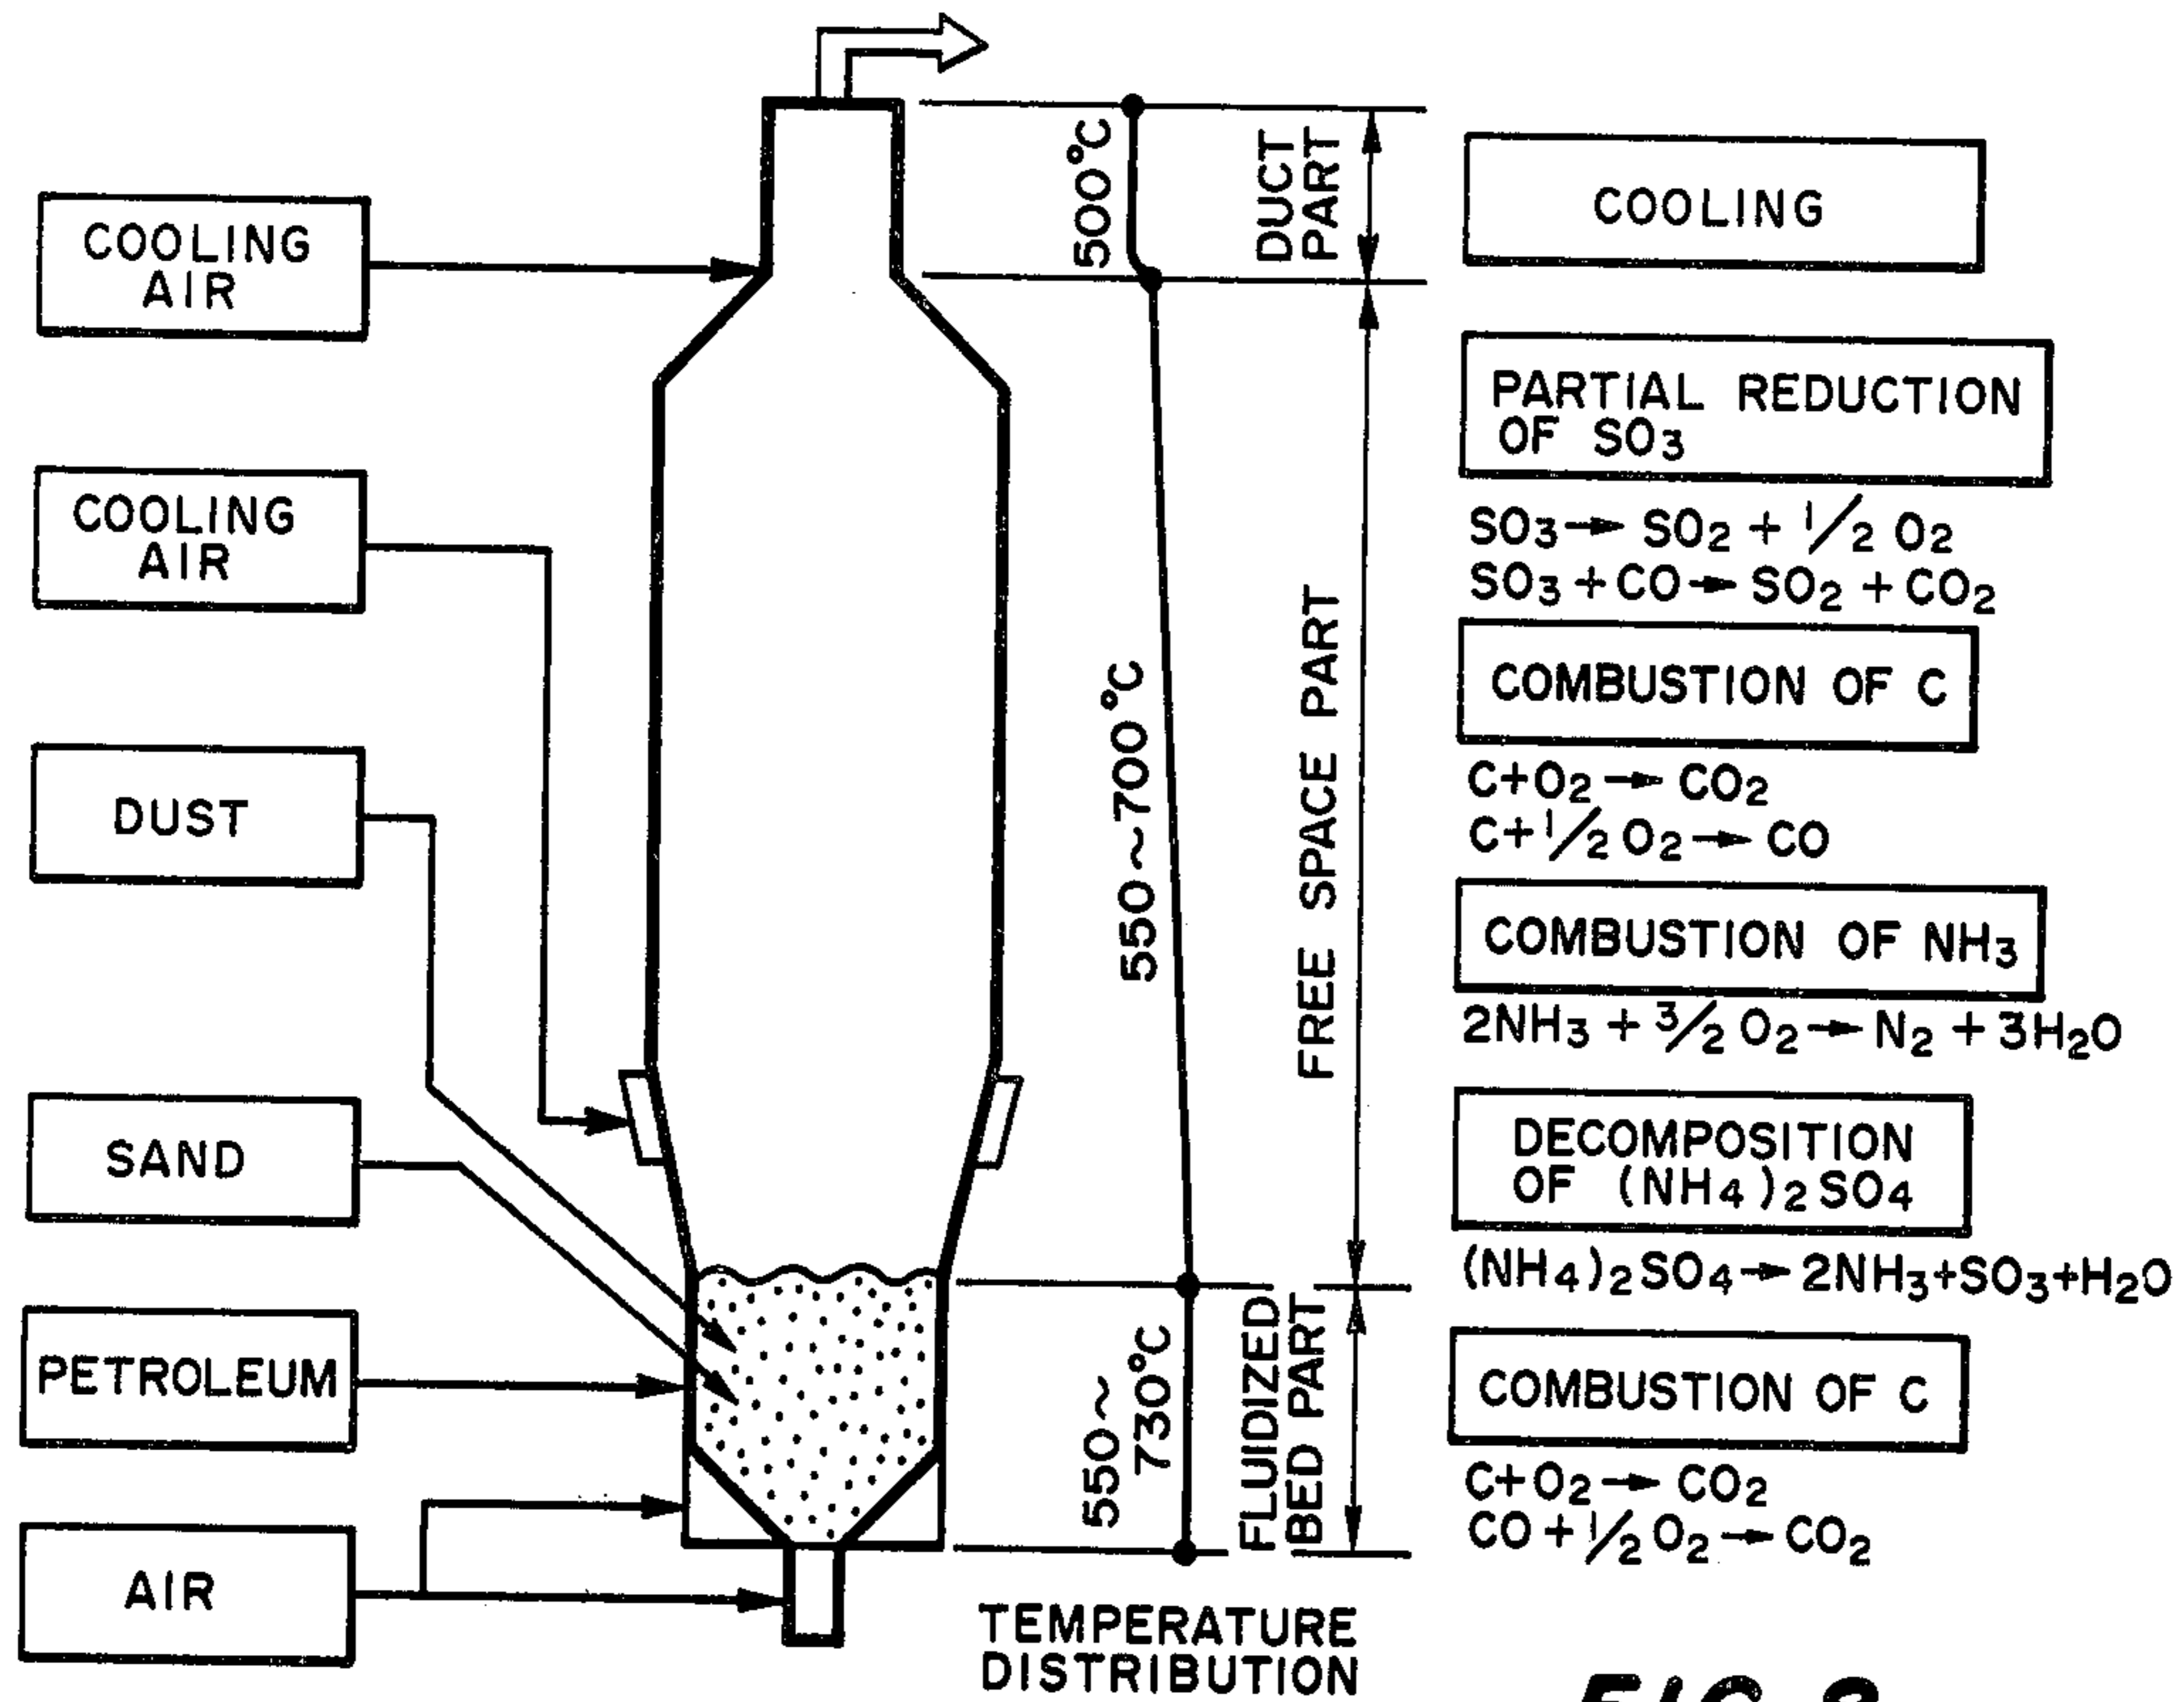 COOLING
AIR
COOLING
AIR
DUST
SAND
PETROLEUM
AIR
500°C
550~700°C
550~
730°C
TEMPERATURE
DISTRIBUTION
DUCT
PART
FREE SPACE PART
FLUIDIZED
BED PART
COOLING
PARTIAL REDUCTION
OF SO3
SO3 → SO2 + 1/2 O2
SO3 + CO → SO2 + CO2
COMBUSTION OF C
C+O2 → CO2
C+1/2 O2 → CO
COMBUSTION OF NH3
2NH3 + 3/2 O2 → N2 + 3H2O
DECOMPOSITION
OF (NH4)2SO4
(NH4)2SO4 → 2NH3+SO3+H2O
COMBUSTION OF C
C+O2 → CO2
CO+1/2 O2 → CO2